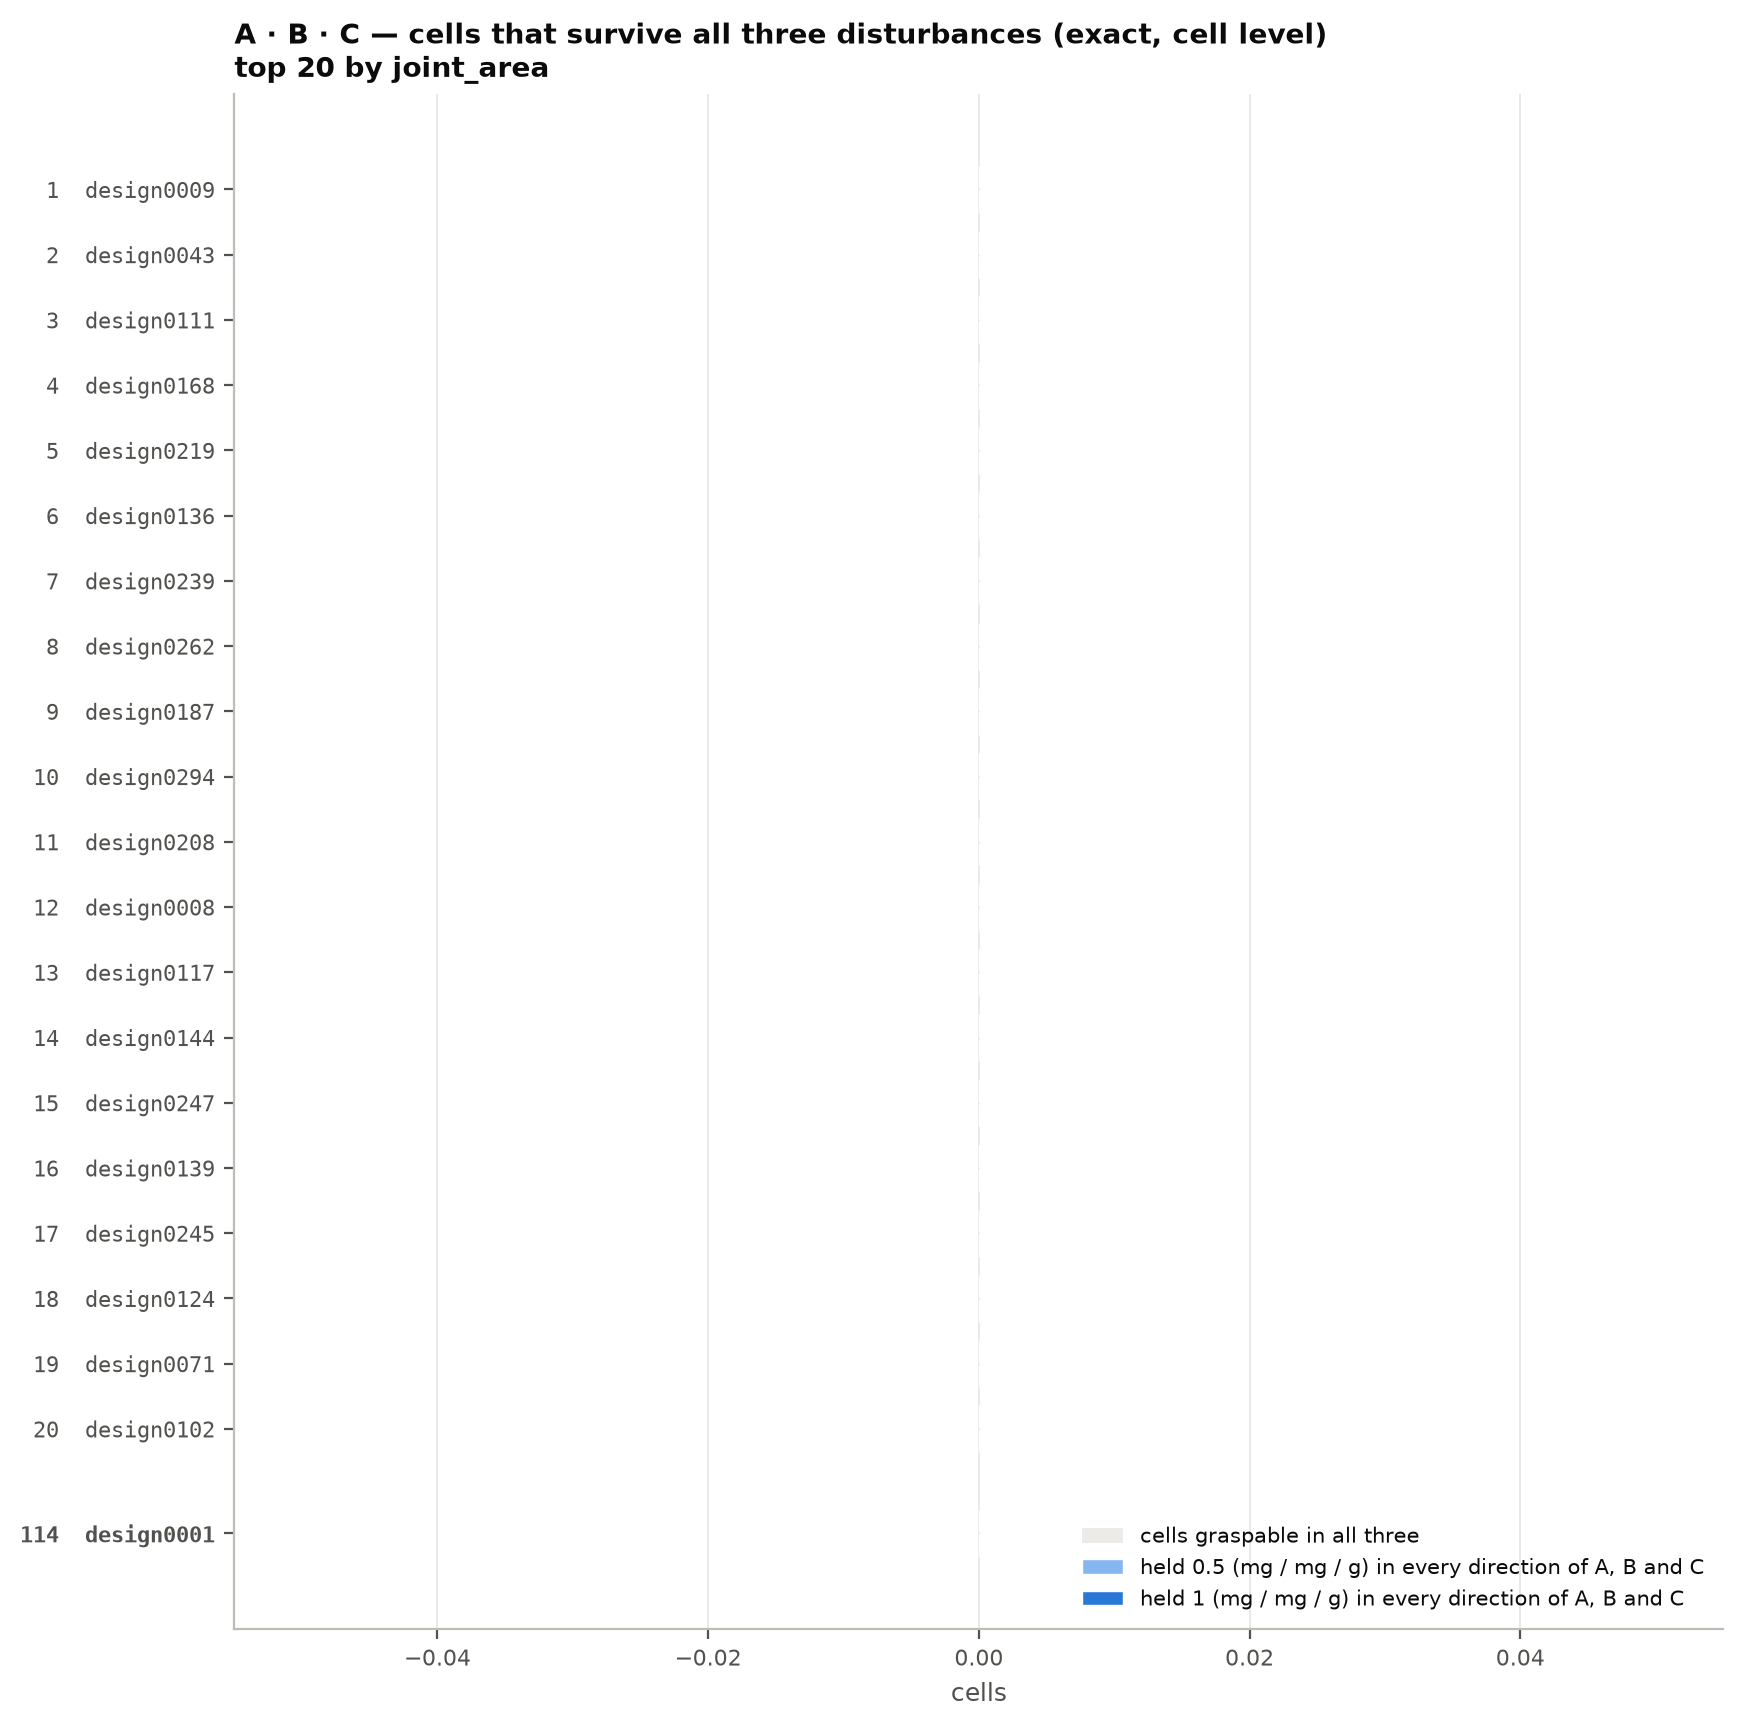 A · B · C — cells that survive all three disturbances (exact, cell level)
top 20 by joint_area
1 design0009
2 design0043
3 design0111
4 design0168
5 design0219
6 design0136
7 design0239
8 design0262
9 design0187
10 design0294
11 design0208
12 design0008
13 design0117
14 design0144
15 design0247
16 design0139
17 design0245
18 design0124
19 design0071
20 design0102
114 design0001
cells graspable in all three
held 0.5 (mg / mg / g) in every direction of A, B and C
held 1 (mg / mg / g) in every direction of A, B and C
−0.04 −0.02 0.00 0.02 0.04
cells